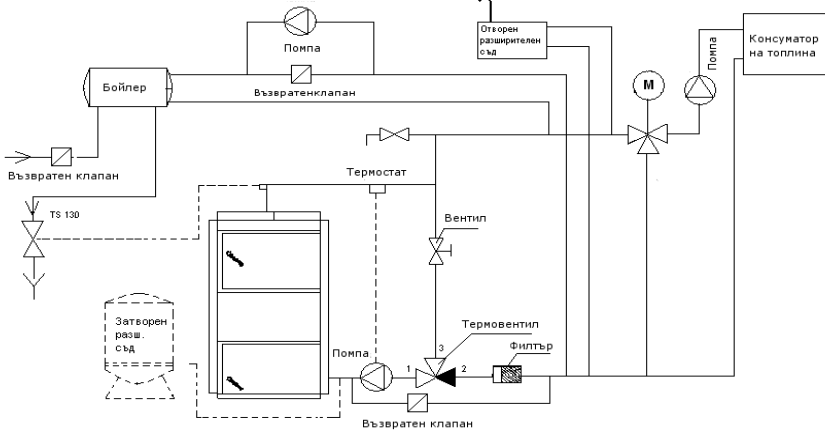 Помпа
Отворен
разширителен
съд
Помпа
Консуматор
на топлина
Бойлер
Възвратенклапан
М
Възвратен клапан
Термостат
TS 130
Вентил
Затворен
разш.
съд
Термовентил
3
Филтър
Помпа
1
2
Възвратен клапан